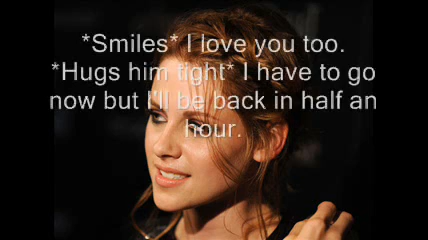 *Smiles* I love you too.
*Hugs him tight* I have to go
now but I'll be back in half an
hour.